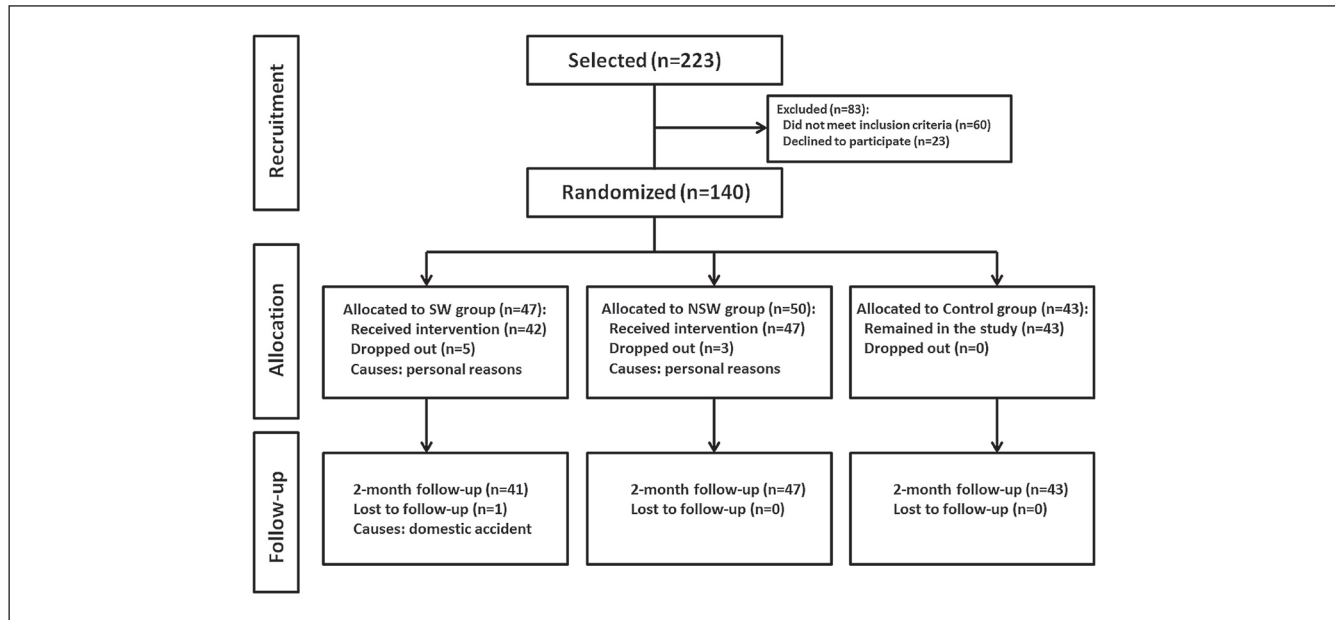 Recruitment
Selected (n=223)
Excluded (n=83):
Did not meet inclusion criteria (n=60)
Declined to participate (n=23)
Randomized (n=140)
Allocation
Allocated to SW group (n=47):
Received intervention (n=42)
Dropped out (n=5)
Causes: personal reasons
Allocated to NSW group (n=50):
Received intervention (n=47)
Dropped out (n=3)
Causes: personal reasons
Allocated to Control group (n=43):
Remained in the study (n=43)
Dropped out (n=0)
Follow-up
2-month follow-up (n=41)
Lost to follow-up (n=1)
Causes: domestic accident
2-month follow-up (n=47)
Lost to follow-up (n=0)
2-month follow-up (n=43)
Lost to follow-up (n=0)